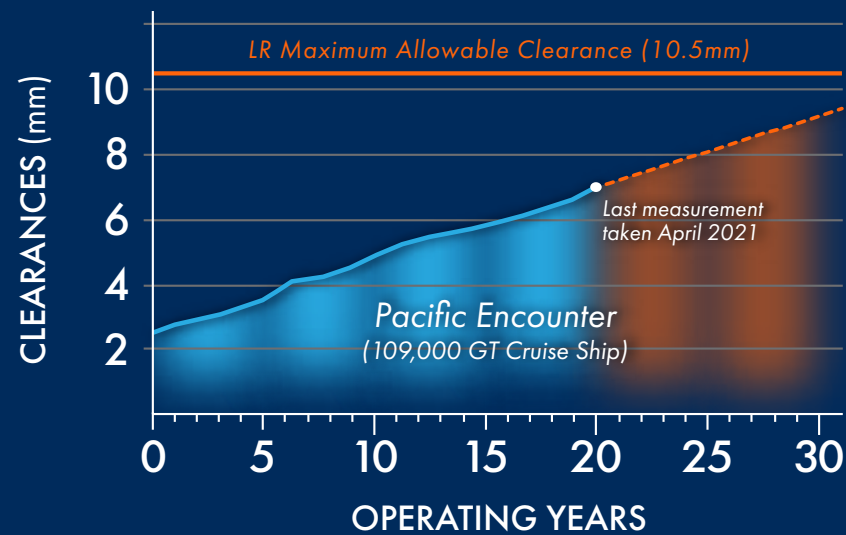 LR Maximum Allowable Clearance (10.5mm)
CLEARANCES (mm)
10
8
6
4
2
Last measurement
taken April 2021
Pacific Encounter
(109,000 GT Cruise Ship)
0 5 10 15 20 25 30
OPERATING YEARS